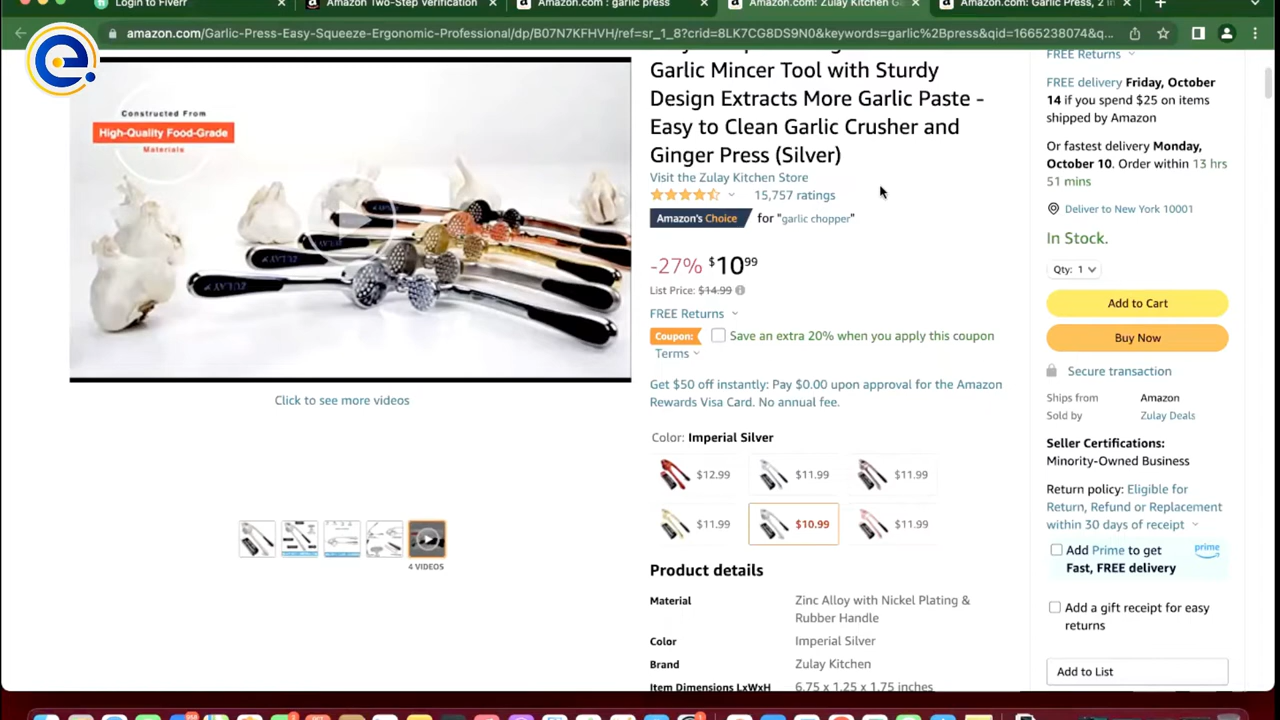 Login to Fiverr
Amazon Two-Step Verification
Amazon.com : garlic press
Amazon.com: Zulay Kitchen Ga
Amazon.com: Garlic Press, 2 in
amazon.com/Garlic-Press-Easy-Squeeze-Ergonomic-Professional/dp/B07N7KFHVH/ref=sr_1_8?crid=8LK7CG8DS9N0&keywords=garlic%2Bpress&qid=1665238074&q...
e
Constructed From
High-Quality Food-Grade
Materials
ZULAY
Garlic Mincer Tool with Sturdy
Design Extracts More Garlic Paste -
Easy to Clean Garlic Crusher and
Ginger Press (Silver)
Visit the Zulay Kitchen Store
15,757 ratings
Amazon's Choice for "garlic chopper"
-27% $10 99
List Price: $14.99
FREE Returns
Coupon: Save an extra 20% when you apply this coupon
Terms
Get $50 off instantly: Pay $0.00 upon approval for the Amazon
Rewards Visa Card. No annual fee.
Color: Imperial Silver
$12.99 $11.99 $11.99
$11.99 $10.99 $11.99
Click to see more videos
4 VIDEOS
Product details
Material Zinc Alloy with Nickel Plating &
Rubber Handle
Color Imperial Silver
Brand Zulay Kitchen
Item Dimensions LxWxH 6.75 x 1.25 x 1.75 inches
FREE Returns
FREE delivery Friday, October
14 if you spend $25 on items
shipped by Amazon
Or fastest delivery Monday,
October 10. Order within 13 hrs
51 mins
Deliver to New York 10001
In Stock.
Qty: 1
Add to Cart
Buy Now
Secure transaction
Ships from Amazon
Sold by Zulay Deals
Seller Certifications:
Minority-Owned Business
Return policy: Eligible for
Return, Refund or Replacement
within 30 days of receipt
Add Prime to get
Fast, FREE delivery
prime
Add a gift receipt for easy
returns
Add to List